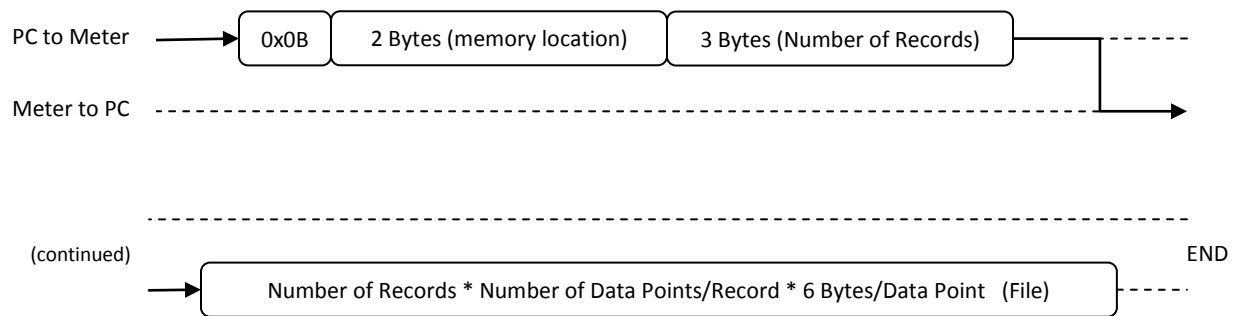 PC to Meter
0x0B
2 Bytes (memory location)
3 Bytes (Number of Records)
Meter to PC
(continued)
END
Number of Records * Number of Data Points/Record * 6 Bytes/Data Point (File)